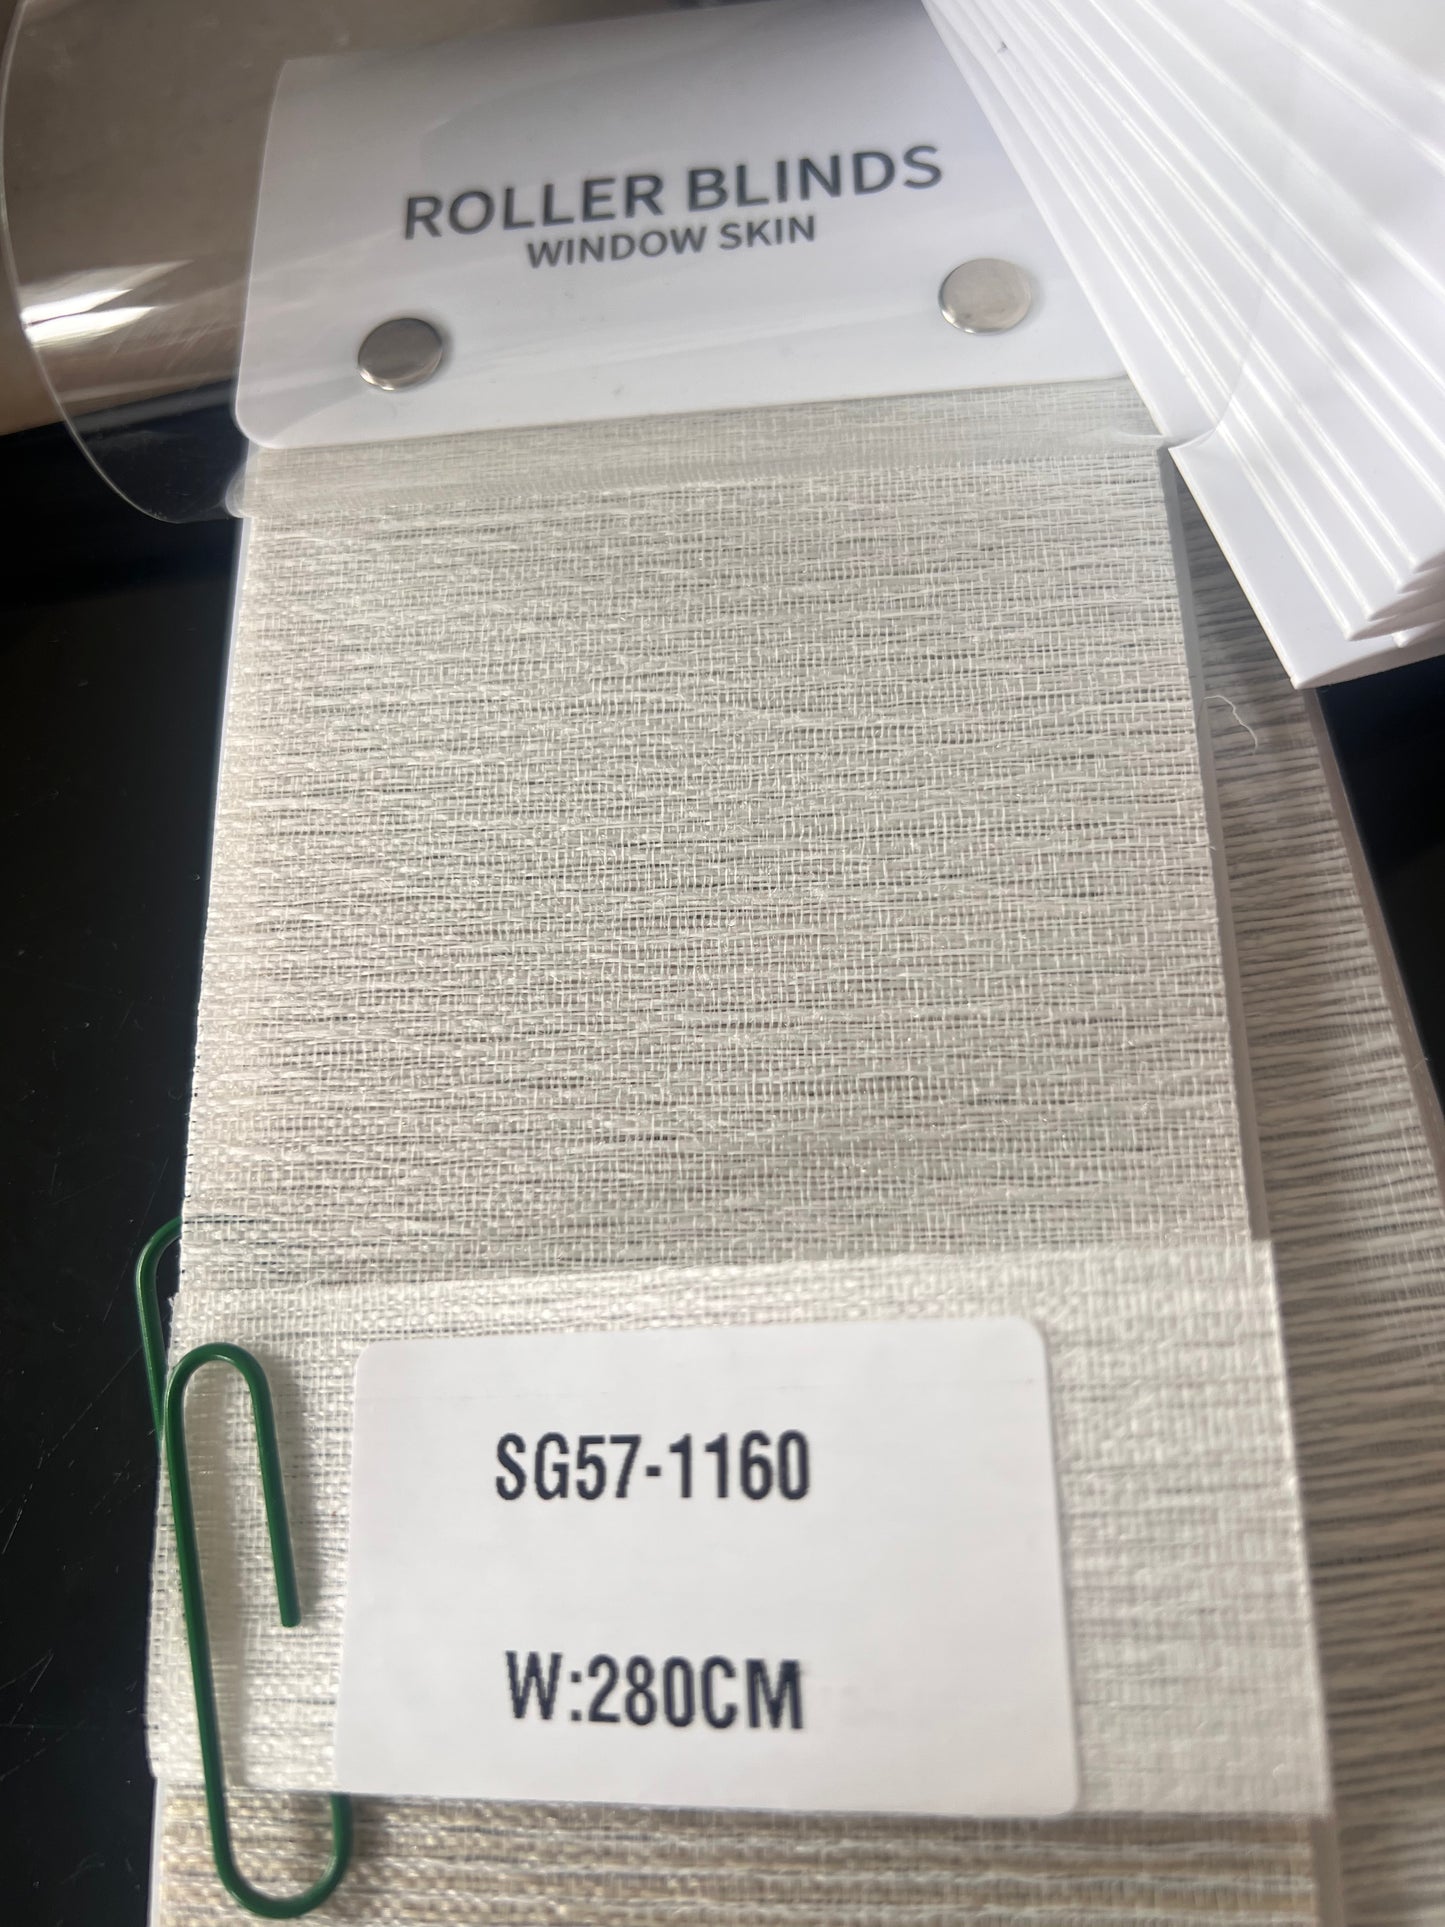 ROLLER BLINDS
WINDOW SKIN
SG57-1160
W:280CM